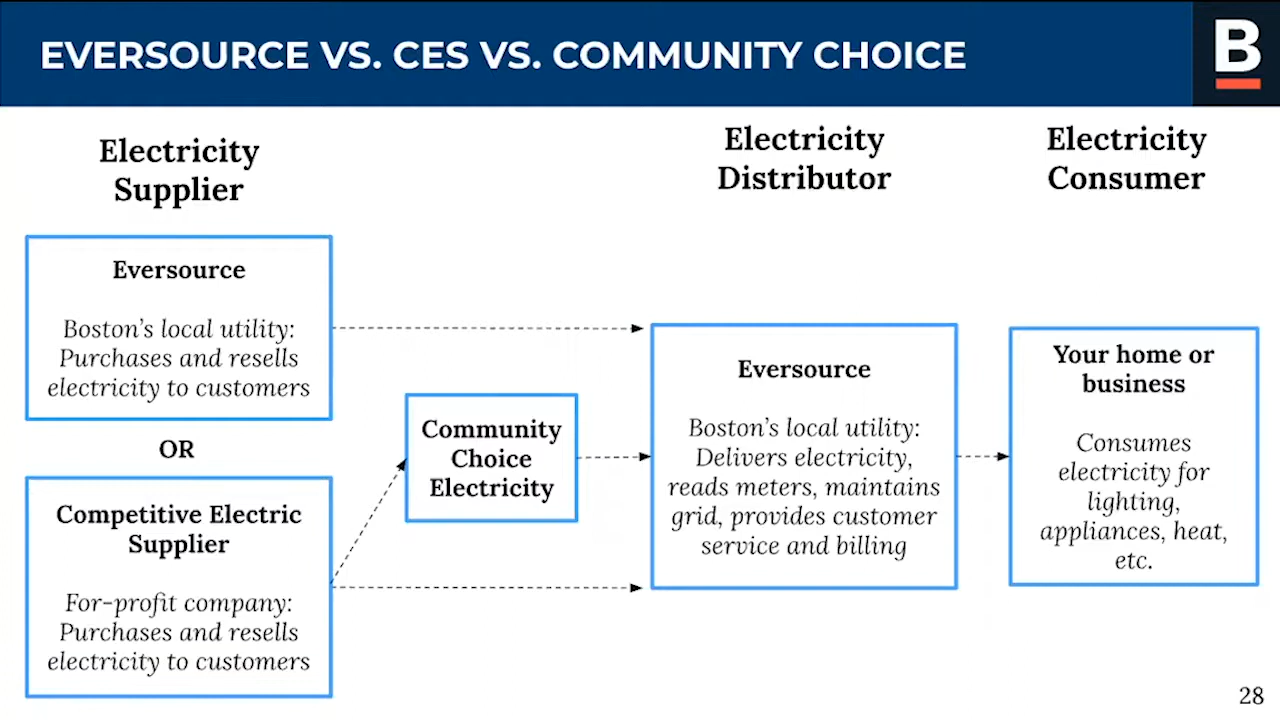 EVERSOURCE VS. CES VS. COMMUNITY CHOICE
B
Electricity
Supplier
Electricity
Distributor
Electricity
Consumer
Eversource
Boston's local utility:
Purchases and resells
electricity to customers
OR
Competitive Electric
Supplier
For-profit company:
Purchases and resells
electricity to customers
Community
Choice
Electricity
Eversource
Boston's local utility:
Delivers electricity,
reads meters, maintains
grid, provides customer
service and billing
Your home or
business
Consumes
electricity for
lighting,
appliances, heat,
etc.
28